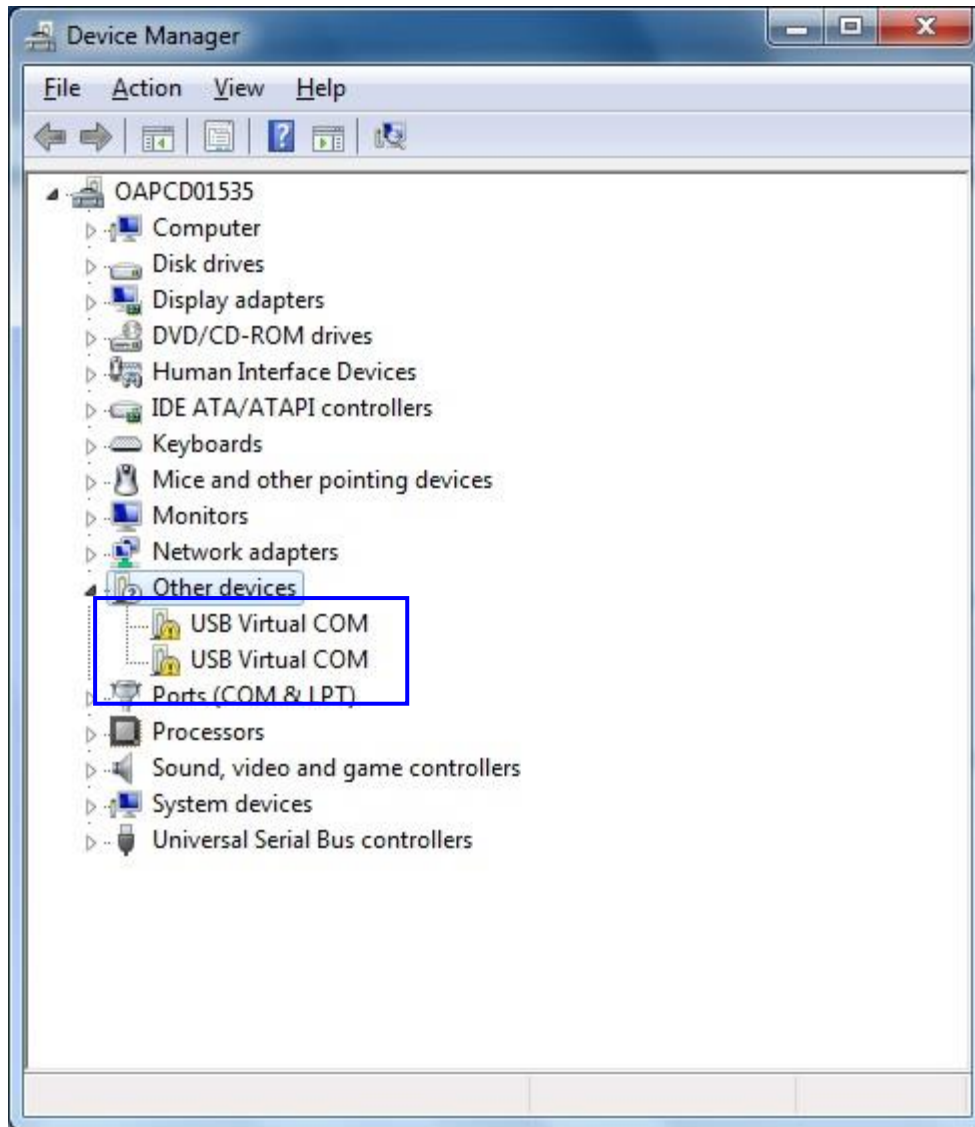 Device Manager
File Action View Help
OAPCD01535
Computer
Disk drives
Display adapters
DVD/CD-ROM drives
Human Interface Devices
IDE ATA/ATAPI controllers
Keyboards
Mice and other pointing devices
Monitors
Network adapters
Other devices
USB Virtual COM
USB Virtual COM
Ports (COM & LPT)
Processors
Sound, video and game controllers
System devices
Universal Serial Bus controllers